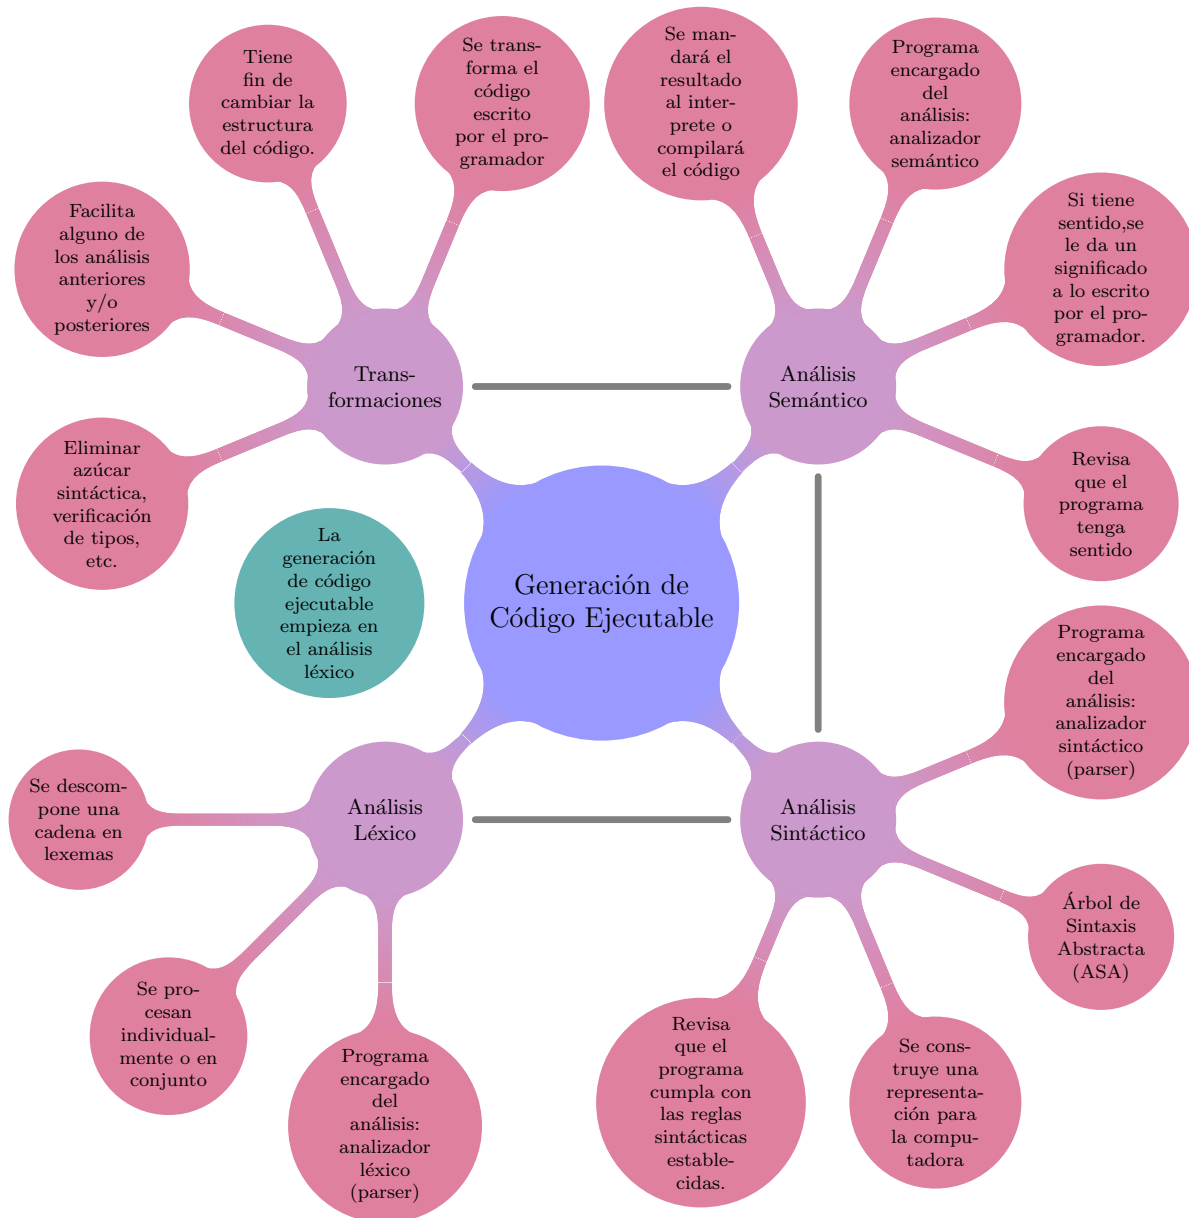 Tiene
fin de
cambiar la
estructura
del código.
Se trans-
forma el
código
escrito
por el pro-
gramador
Se man-
dará el
resultado
al inter-
prete o
compilará
el código
Programa
encargado
del
análisis:
analizador
semántico
Facilita
alguno de
los análisis
anteriores
y/o
posteriores
Si tiene
sentido,se
le da un
significado
a lo escrito
por el pro-
gramador.
Trans-
formaciones
Análisis
Semántico
Eliminar
azúcar
sintáctica,
verificación
de tipos,
etc.
Revisa
que el
programa
tenga
sentido
La
generación
de código
ejecutable
empieza en
el análisis
léxico
Generación de
Código Ejecutable
Programa
encargado
del
análisis:
analizador
sintáctico
(parser)
Se descom-
pone una
cadena en
lexemas
Análisis
Léxico
Análisis
Sintáctico
Árbol de
Sintaxis
Abstracta
(ASA)
Se pro-
cesan
individual-
mente o en
conjunto
Programa
encargado
del
análisis:
analizador
léxico
(parser)
Revisa
que el
programa
cumpla con
las reglas
sintácticas
estable-
cidas.
Se cons-
truye una
representa-
ción para
la compu-
tadora